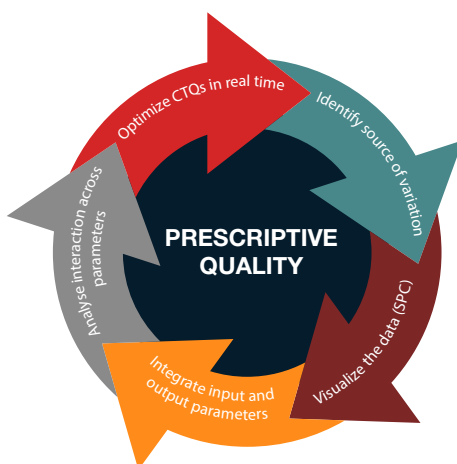 Optimize CTQs in real time
Identify source of variation
Visualize the data (SPC)
Integrate input and
output parameters
Analyse interaction across
parameters
PRESCRIPTIVE
QUALITY